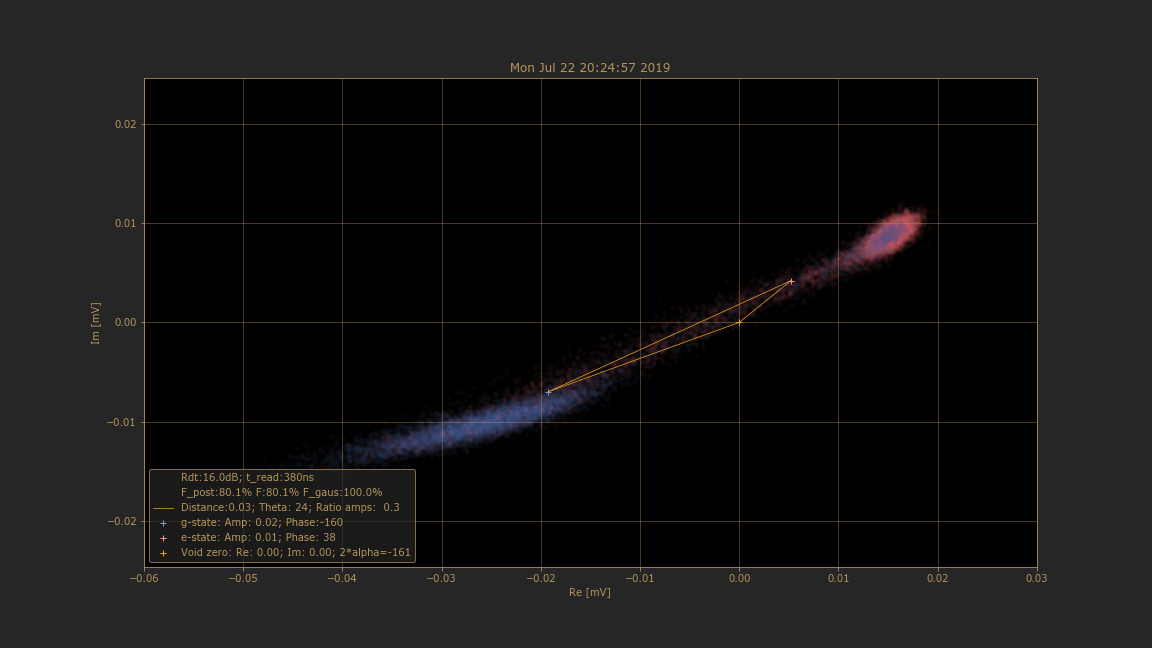 Mon Jul 22 20:24:57 2019
0.02
0.01
0.00
−0.01
−0.02
Im [mV]
Rdt:16.0dB; t_read:380ns
F_post:80.1% F:80.1% F_gaus:100.0%
Distance:0.03; Theta: 24; Ratio amps:  0.3
g-state: Amp: 0.02; Phase:-160
e-state: Amp: 0.01; Phase: 38
Void zero: Re: 0.00; Im: 0.00; 2*alpha=-161
−0.06 −0.05 −0.04 −0.03 −0.02 −0.01 0.00 0.01 0.02 0.03
Re [mV]